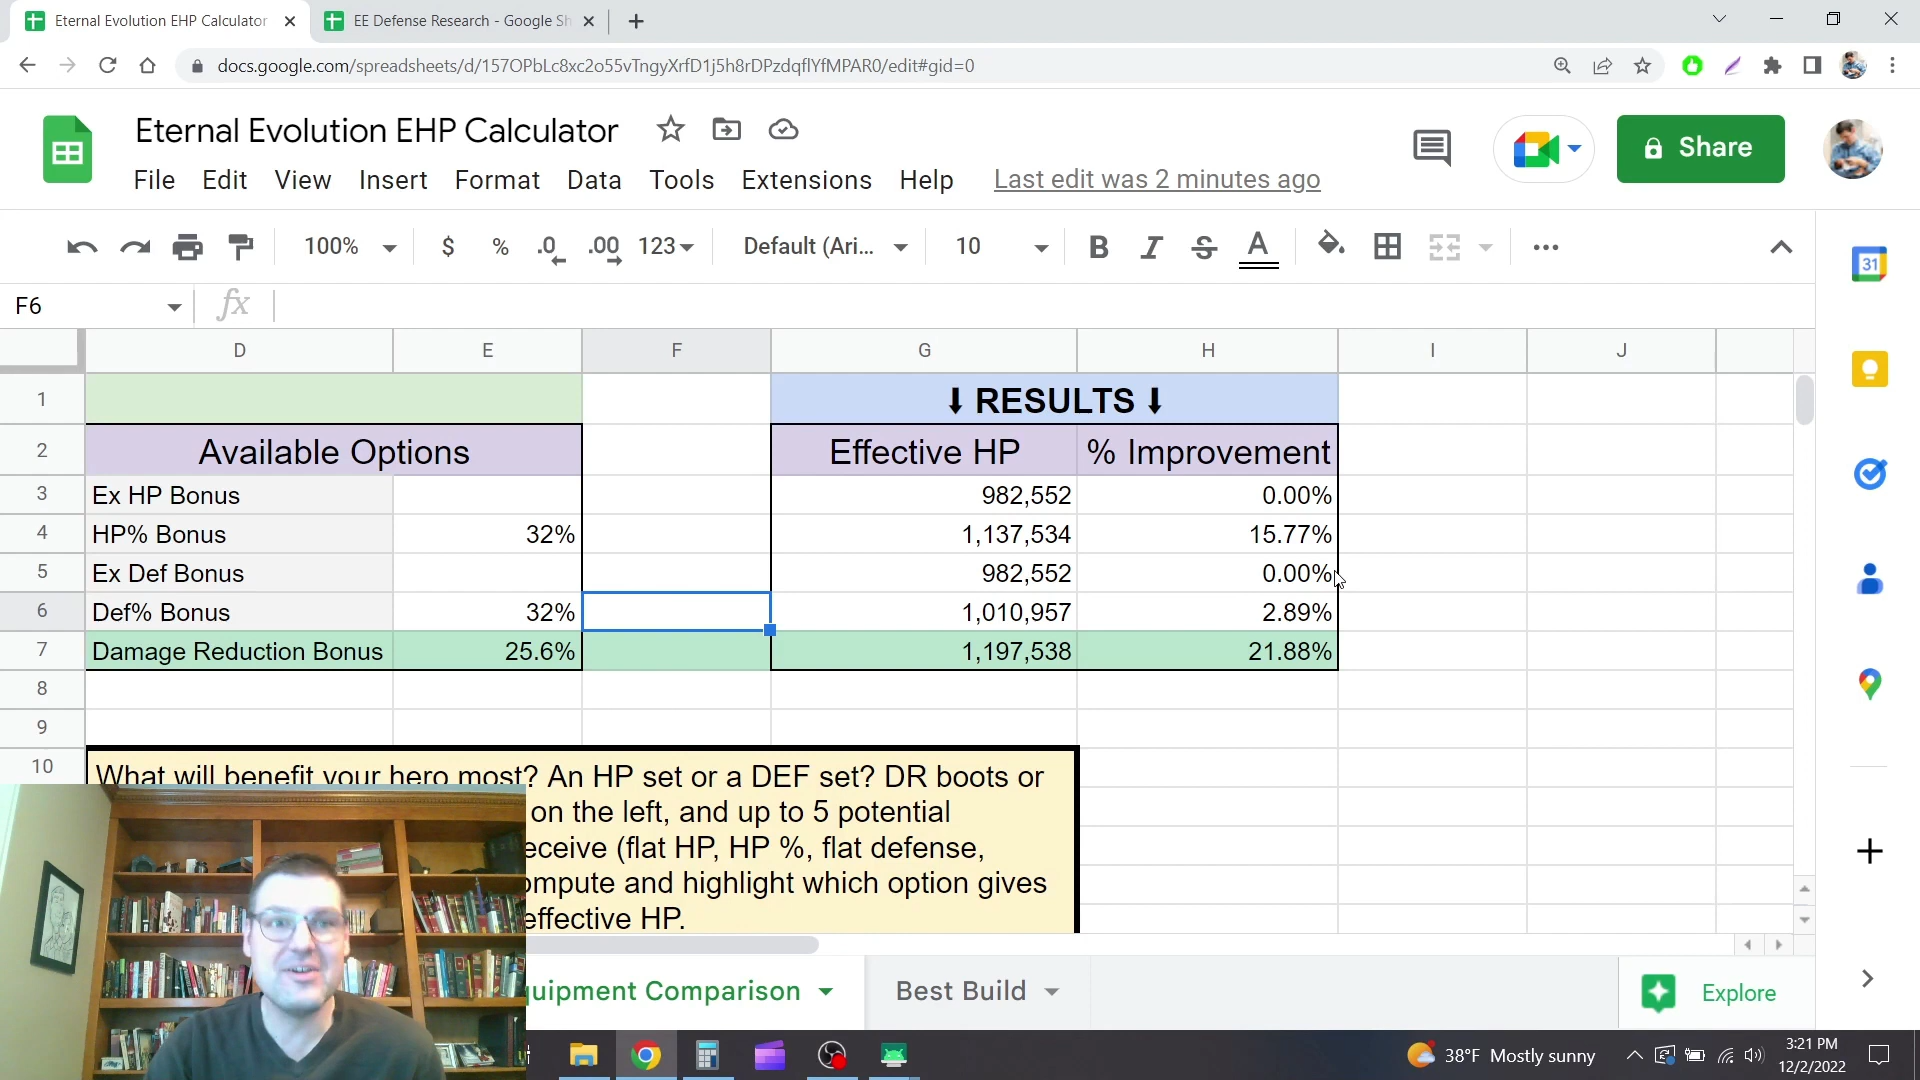 Eternal Evolution EHP Calculator
EE Defense Research - Google Sh
docs.google.com/spreadsheets/d/157OPbLc8xc2o55vTngyXrfD1j5h8rDPzdqflYfMPAR0/edit#gid=0
Eternal Evolution EHP Calculator
File Edit View Insert Format Data Tools Extensions Help Last edit was 2 minutes ago
Share
100% $ % .0 .00 123 Default (Ari... 10 B I S A
31
F6 fx
D E F G H I J
1 ⬇ RESULTS ⬇
2 Available Options Effective HP % Improvement
3 Ex HP Bonus 982,552 0.00%
4 HP% Bonus 32% 1,137,534 15.77%
5 Ex Def Bonus 982,552 0.00%
6 Def% Bonus 32% 1,010,957 2.89%
7 Damage Reduction Bonus 25.6% 1,197,538 21.88%
8
9
10 What will benefit your hero most? An HP set or a DEF set? DR boots or
on the left, and up to 5 potential
eceive (flat HP, HP %, flat defense,
ompute and highlight which option gives
effective HP.
quipment Comparison Best Build
Explore
38°F Mostly sunny
3:21 PM
12/2/2022